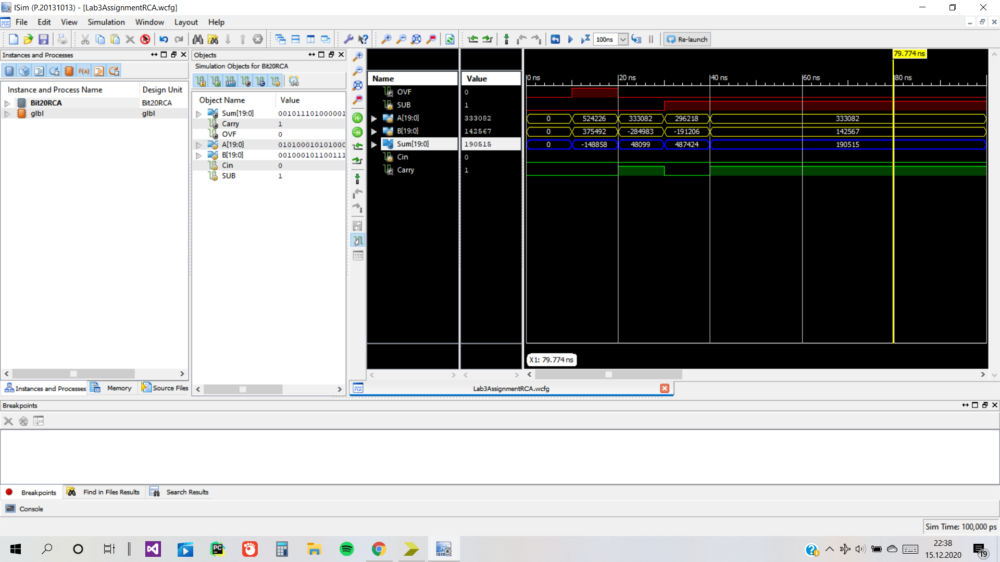 ISim (P.20131013) - [Lab3AssignmentRCA.wcfg]
File Edit View Simulation Window Layout Help
100ns Re-launch
Instances and Processes
Instance and Process Name Design Unit
Bit20RCA Bit20RCA
glbl glbl
Instances and Processes Memory Source Files
Objects
Simulation Objects for Bit20RCA
Object Name Value
Sum[19:0] 001011101000001
Carry 1
OVF 0
A[19:0] 010100010101000
B[19:0] 001000101100111
Cin 0
SUB 1
Name Value
OVF 0
SUB 1
A[19:0] 333082
B[19:0] 142567
Sum[19:0] 190515
Cin 0
Carry 1
79.774 ns
0 ns 20 ns 40 ns 60 ns 80 ns
0 524226 333082 296218 333082
0 375492 -284983 -191206 142567
0 -148858 48099 487424 190515
X1: 79.774 ns
Lab3AssignmentRCA.wcfg
Breakpoints
Breakpoints Find in Files Results Search Results
Console
Sim Time: 100,000 ps
22:38
15.12.2020
19